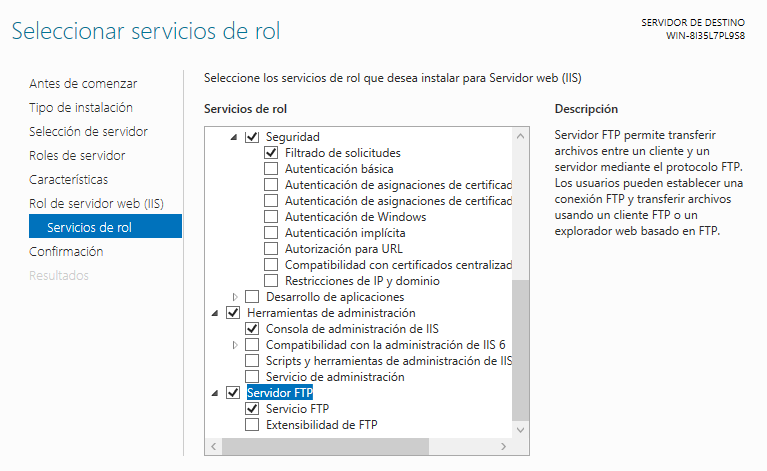 Seleccionar servicios de rol
SERVIDOR DE DESTINO
WIN-8I35L7PL9S8
Antes de comenzar
Tipo de instalación
Selección de servidor
Roles de servidor
Características
Rol de servidor web (IIS)
Servicios de rol
Confirmación
Resultados
Seleccione los servicios de rol que desea instalar para Servidor web (IIS)
Servicios de rol
Seguridad
Filtrado de solicitudes
Autenticación básica
Autenticación de asignaciones de certificad
Autenticación de asignaciones de certificad
Autenticación de Windows
Autenticación implícita
Autorización para URL
Compatibilidad con certificados centralizad
Restricciones de IP y dominio
Desarrollo de aplicaciones
Herramientas de administración
Consola de administración de IIS
Compatibilidad con la administración de IIS 6
Scripts y herramientas de administración de IIS
Servicio de administración
Servidor FTP
Servicio FTP
Extensibilidad de FTP
Descripción
Servidor FTP permite transferir
archivos entre un cliente y un
servidor mediante el protocolo FTP.
Los usuarios pueden establecer una
conexión FTP y transferir archivos
usando un cliente FTP o un
explorador web basado en FTP.